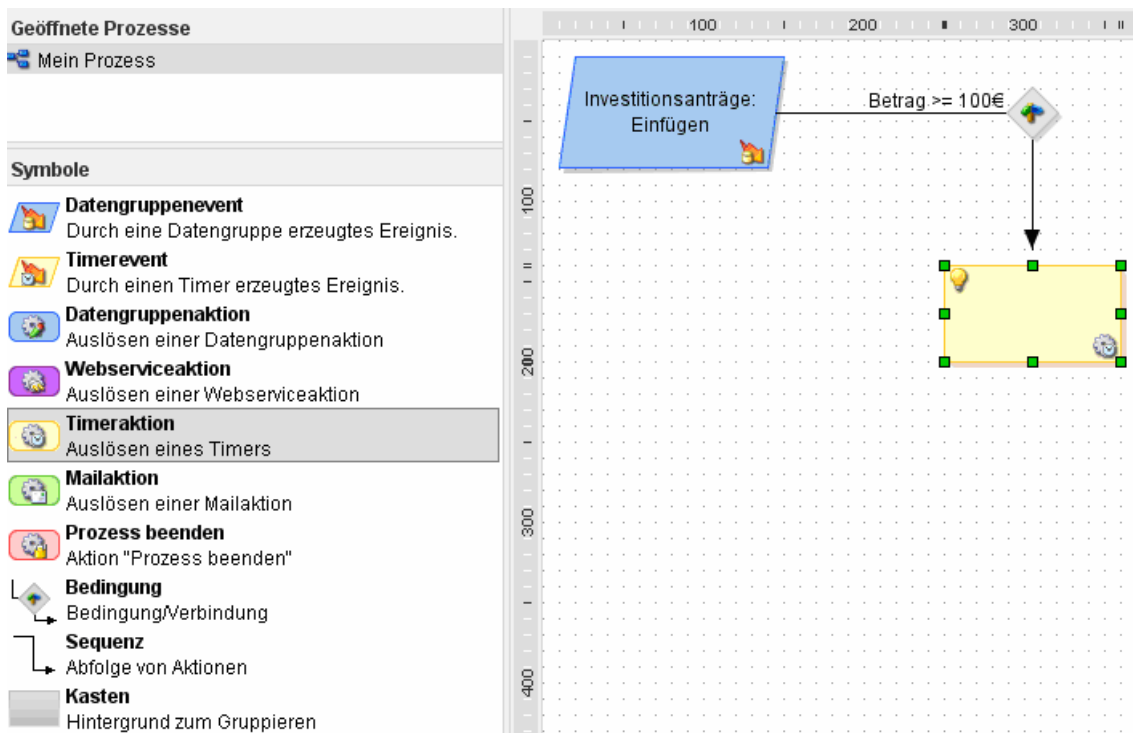 Geöffnete Prozesse
Mein Prozess
Symbole
Datengruppenevent
Durch eine Datengruppe erzeugtes Ereignis.
Timerevent
Durch einen Timer erzeugtes Ereignis.
Datengruppenaktion
Auslösen einer Datengruppenaktion
Webserviceaktion
Auslösen einer Webserviceaktion
Timeraktion
Auslösen eines Timers
Mailaktion
Auslösen einer Mailaktion
Prozess beenden
Aktion "Prozess beenden"
Bedingung
Bedingung/Verbindung
Sequenz
Abfolge von Aktionen
Kasten
Hintergrund zum Gruppieren
100 200 300
100
200
300
400
Investitionsanträge:
Einfügen
Betrag >= 100€